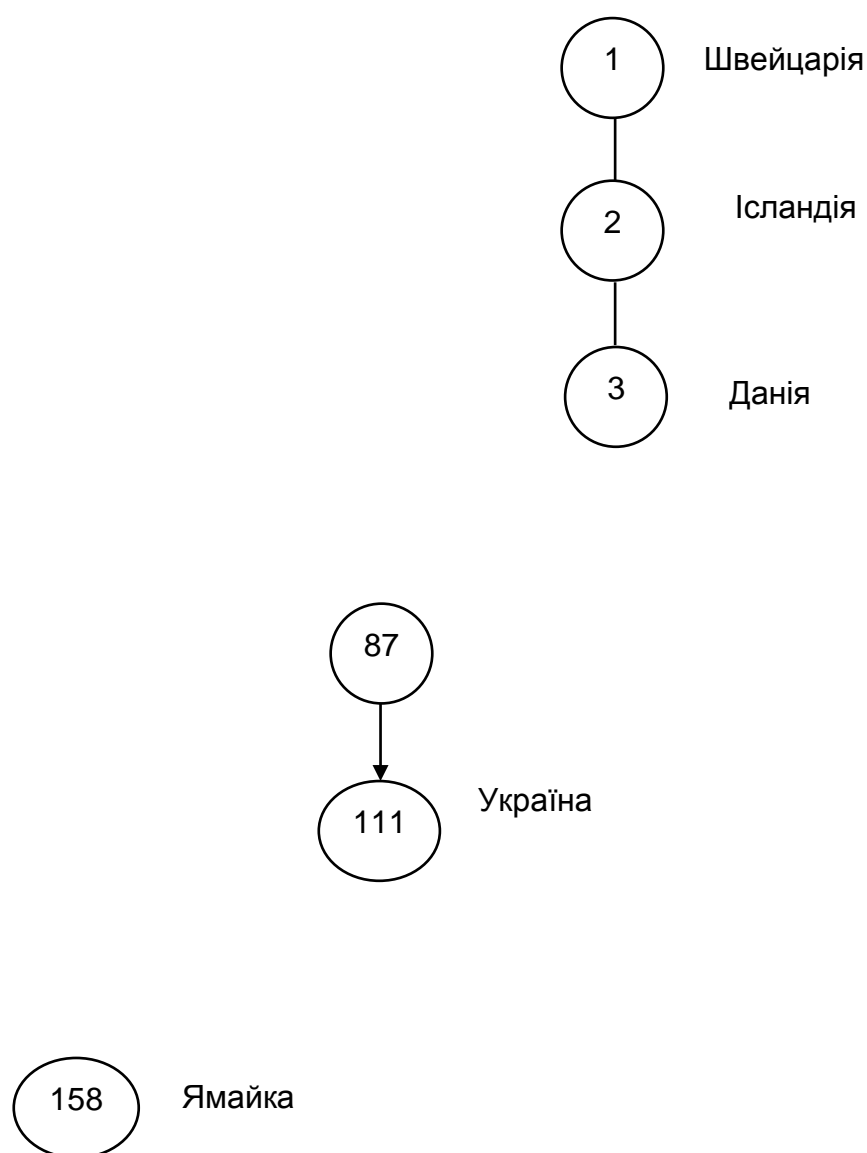 1 Швейцарія
2 Ісландія
3 Данія
87
111 Україна
158 Ямайка